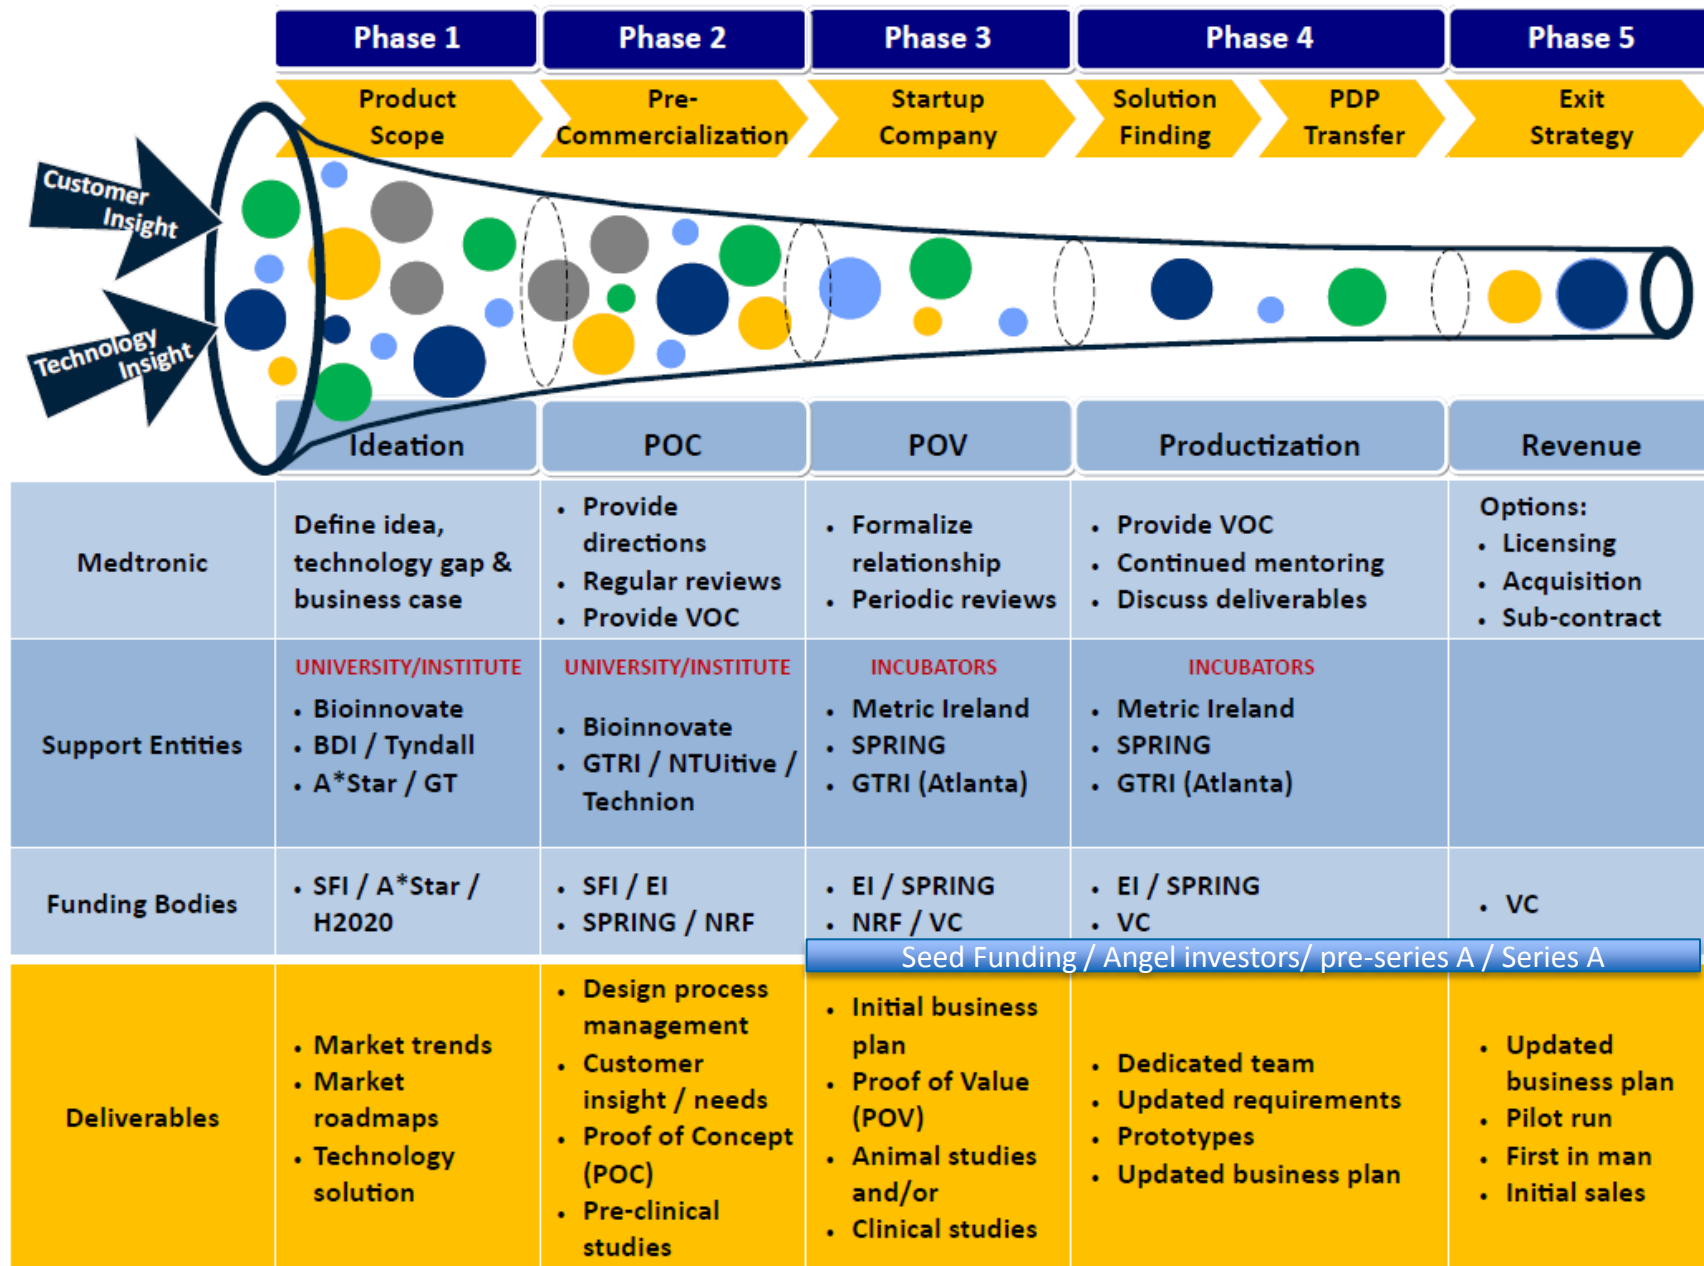 Phase 1
Phase 2
Phase 3
Phase 4
Phase 5
Product
Scope
Pre-
Commercialization
Startup
Company
Solution
Finding
PDP
Transfer
Exit
Strategy
Customer
Insight
Technology
Insight
Ideation
POC
POV
Productization
Revenue
Medtronic
Define idea,
technology gap &
business case
• Provide
directions
• Regular reviews
• Provide VOC
• Formalize
relationship
• Periodic reviews
• Provide VOC
• Continued mentoring
• Discuss deliverables
Options:
• Licensing
• Acquisition
• Sub-contract
Support Entities
UNIVERSITY/INSTITUTE
• Bioinnovate
• BDI / Tyndall
• A*Star / GT
UNIVERSITY/INSTITUTE
• Bioinnovate
• GTRI / NTUitive /
Technion
INCUBATORS
• Metric Ireland
• SPRING
• GTRI (Atlanta)
INCUBATORS
• Metric Ireland
• SPRING
• GTRI (Atlanta)
Funding Bodies
• SFI / A*Star /
H2020
• SFI / EI
• SPRING / NRF
• EI / SPRING
• NRF / VC
• EI / SPRING
• VC
• VC
Seed Funding / Angel investors/ pre-series A / Series A
Deliverables
• Market trends
• Market
roadmaps
• Technology
solution
• Design process
management
• Customer
insight / needs
• Proof of Concept
(POC)
• Pre-clinical
studies
• Initial business
plan
• Proof of Value
(POV)
• Animal studies
and/or
• Clinical studies
• Dedicated team
• Updated requirements
• Prototypes
• Updated business plan
• Updated
business plan
• Pilot run
• First in man
• Initial sales